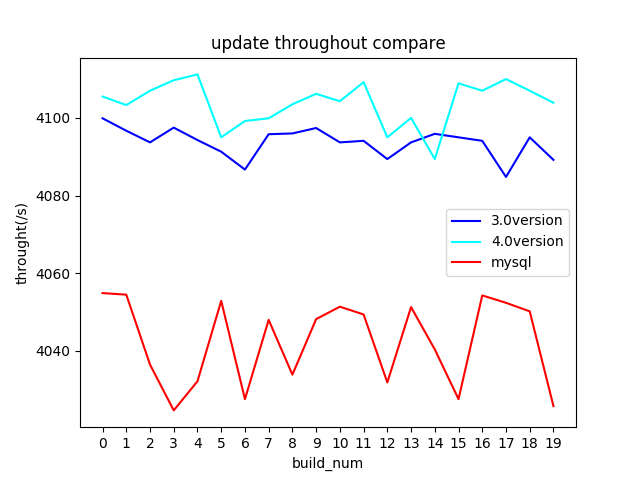 update throughout compare
throught(/s)
4100
4080
4060
4040
3.0version
4.0version
mysql
0 1 2 3 4 5 6 7 8 9 10 11 12 13 14 15 16 17 18 19
build_num